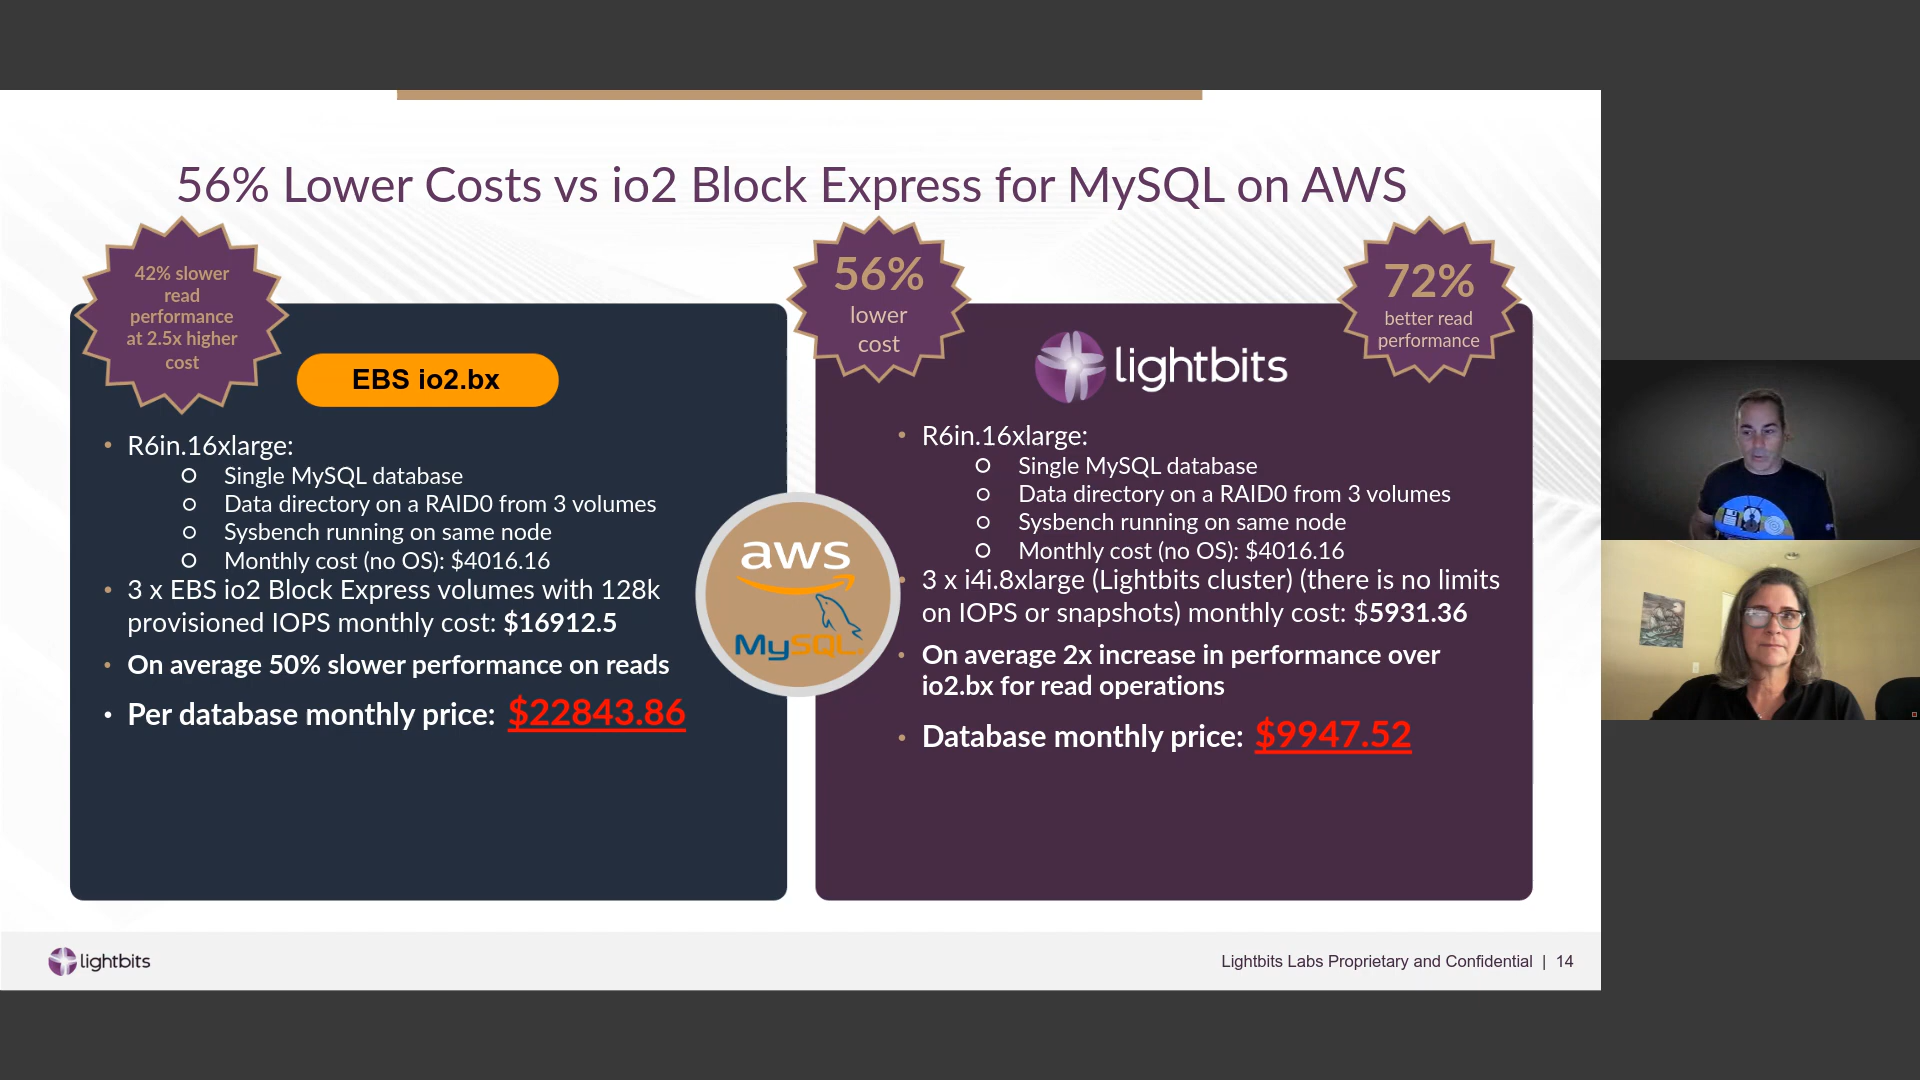 56% Lower Costs vs io2 Block Express for MySQL on AWS
42% slower
read
performance
at 2.5x higher
cost
EBS io2.bx
• R6in.16xlarge:
○ Single MySQL database
○ Data directory on a RAID0 from 3 volumes
○ Sysbench running on same node
○ Monthly cost (no OS): $4016.16
• 3 x EBS io2 Block Express volumes with 128k
provisioned IOPS monthly cost: $16912.5
• On average 50% slower performance on reads
• Per database monthly price: $22843.86
aws
MySQL.
56%
lower
cost
72%
better read
performance
lightbits
• R6in.16xlarge:
○ Single MySQL database
○ Data directory on a RAID0 from 3 volumes
○ Sysbench running on same node
○ Monthly cost (no OS): $4016.16
• 3 x i4i.8xlarge (Lightbits cluster) (there is no limits
on IOPS or snapshots) monthly cost: $5931.36
• On average 2x increase in performance over
io2.bx for read operations
• Database monthly price: $9947.52
lightbits
Lightbits Labs Proprietary and Confidential | 14